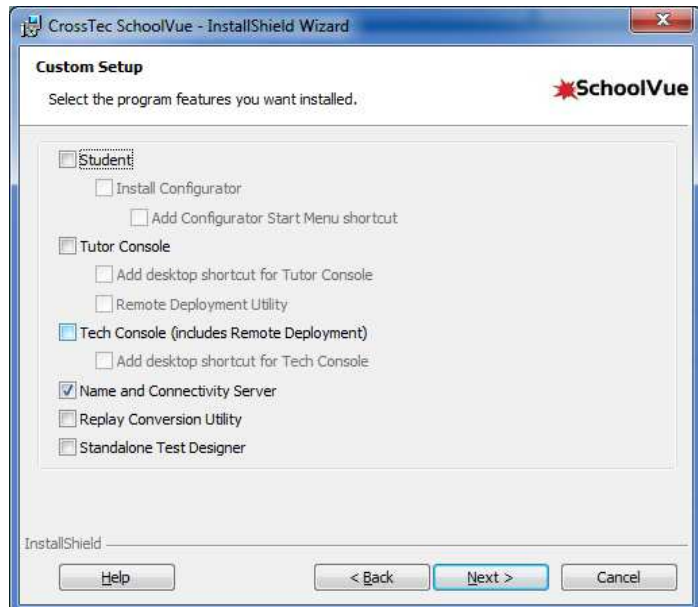 CrossTec SchoolVue - InstallShield Wizard
Custom Setup
Select the program features you want installed.
SchoolVue
Student
Install Configurator
Add Configurator Start Menu shortcut
Tutor Console
Add desktop shortcut for Tutor Console
Remote Deployment Utility
Tech Console (includes Remote Deployment)
Add desktop shortcut for Tech Console
Name and Connectivity Server
Replay Conversion Utility
Standalone Test Designer
InstallShield
Help < Back Next > Cancel